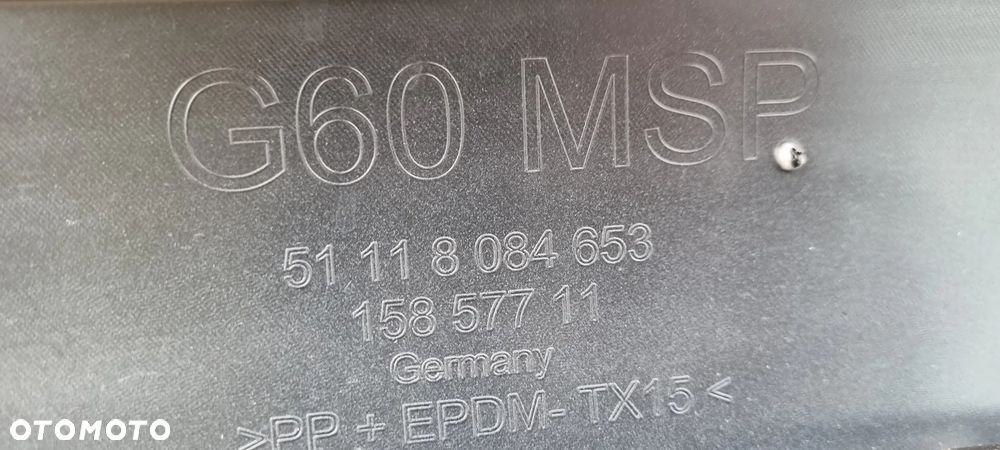 G60 MSP
51 11 8 084 653
158 577 11
Germany
>PP + EPDM- TX15<
OTOMOTO